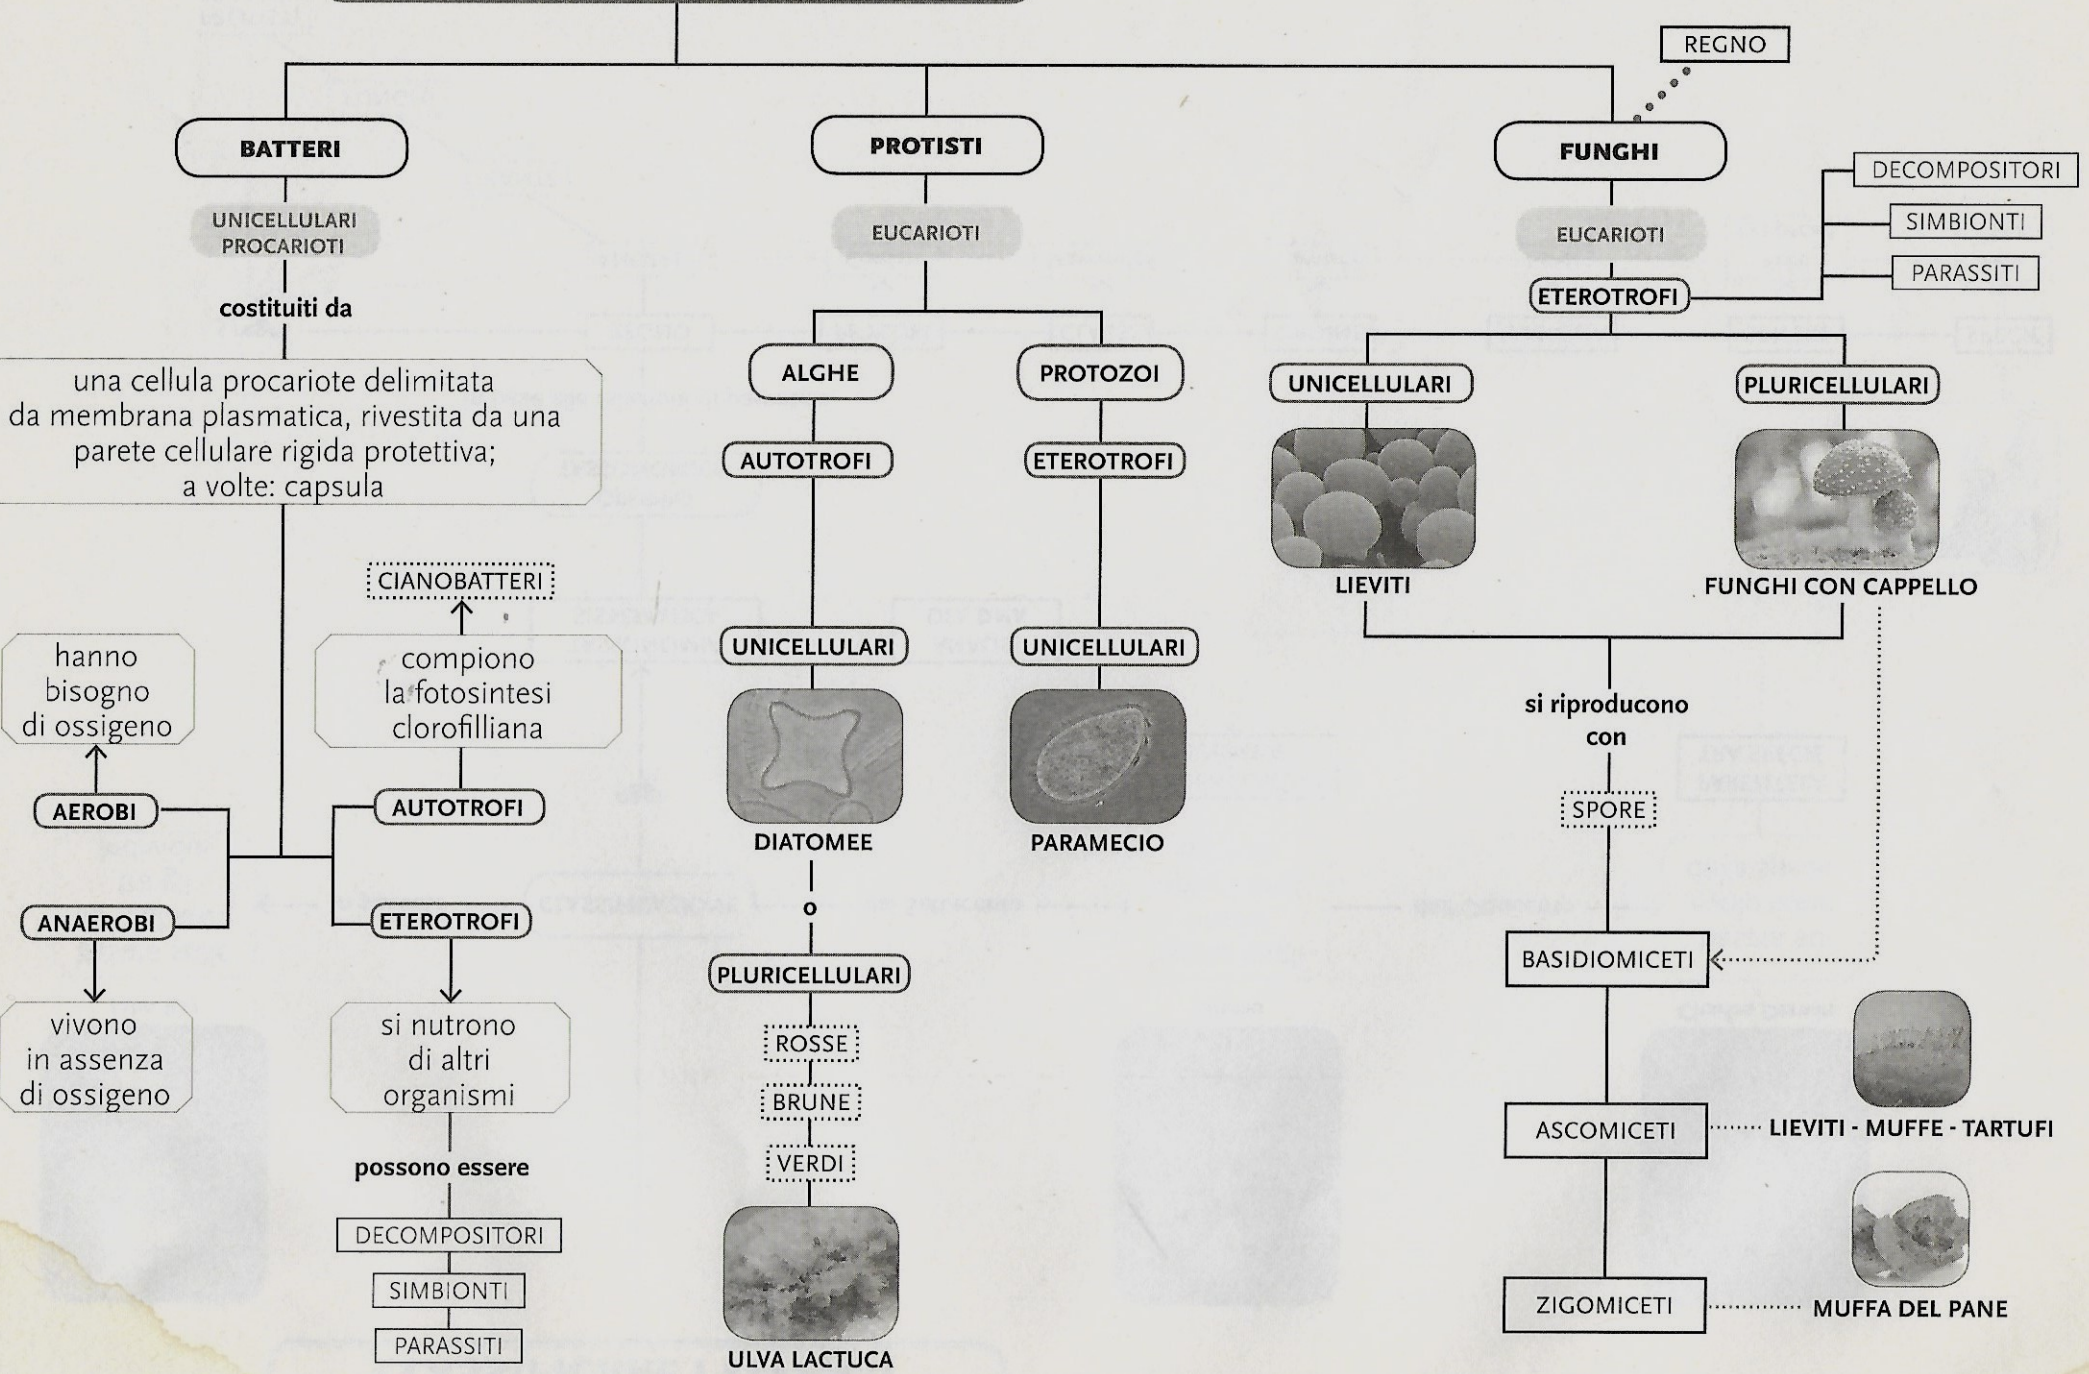 REGNO
BATTERI
UNICELLULARI
PROCARIOTI
costituiti da
una cellula procariote delimitata
da membrana plasmatica, rivestita da una
parete cellulare rigida protettiva;
a volte: capsula
CIANOBATTERI
hanno
bisogno
di ossigeno
compiono
la fotosintesi
clorofilliana
AEROBI
AUTOTROFI
ANAEROBI
ETEROTROFI
vivono
in assenza
di ossigeno
si nutrono
di altri
organismi
possono essere
DECOMPOSITORI
SIMBIONTI
PARASSITI
PROTISTI
EUCARIOTI
ALGHE
PROTOZOI
AUTOTROFI
ETEROTROFI
UNICELLULARI
UNICELLULARI
DIATOMEE
PARAMECIO
o
PLURICELLULARI
ROSSE
BRUNE
VERDI
ULVA LACTUCA
FUNGHI
EUCARIOTI
ETEROTROFI
DECOMPOSITORI
SIMBIONTI
PARASSITI
UNICELLULARI
PLURICELLULARI
LIEVITI
FUNGHI CON CAPPELLO
si riproducono
con
SPORE
BASIDIOMICETI
ASCOMICETI
LIEVITI - MUFFE - TARTUFI
ZIGOMICETI
MUFFA DEL PANE